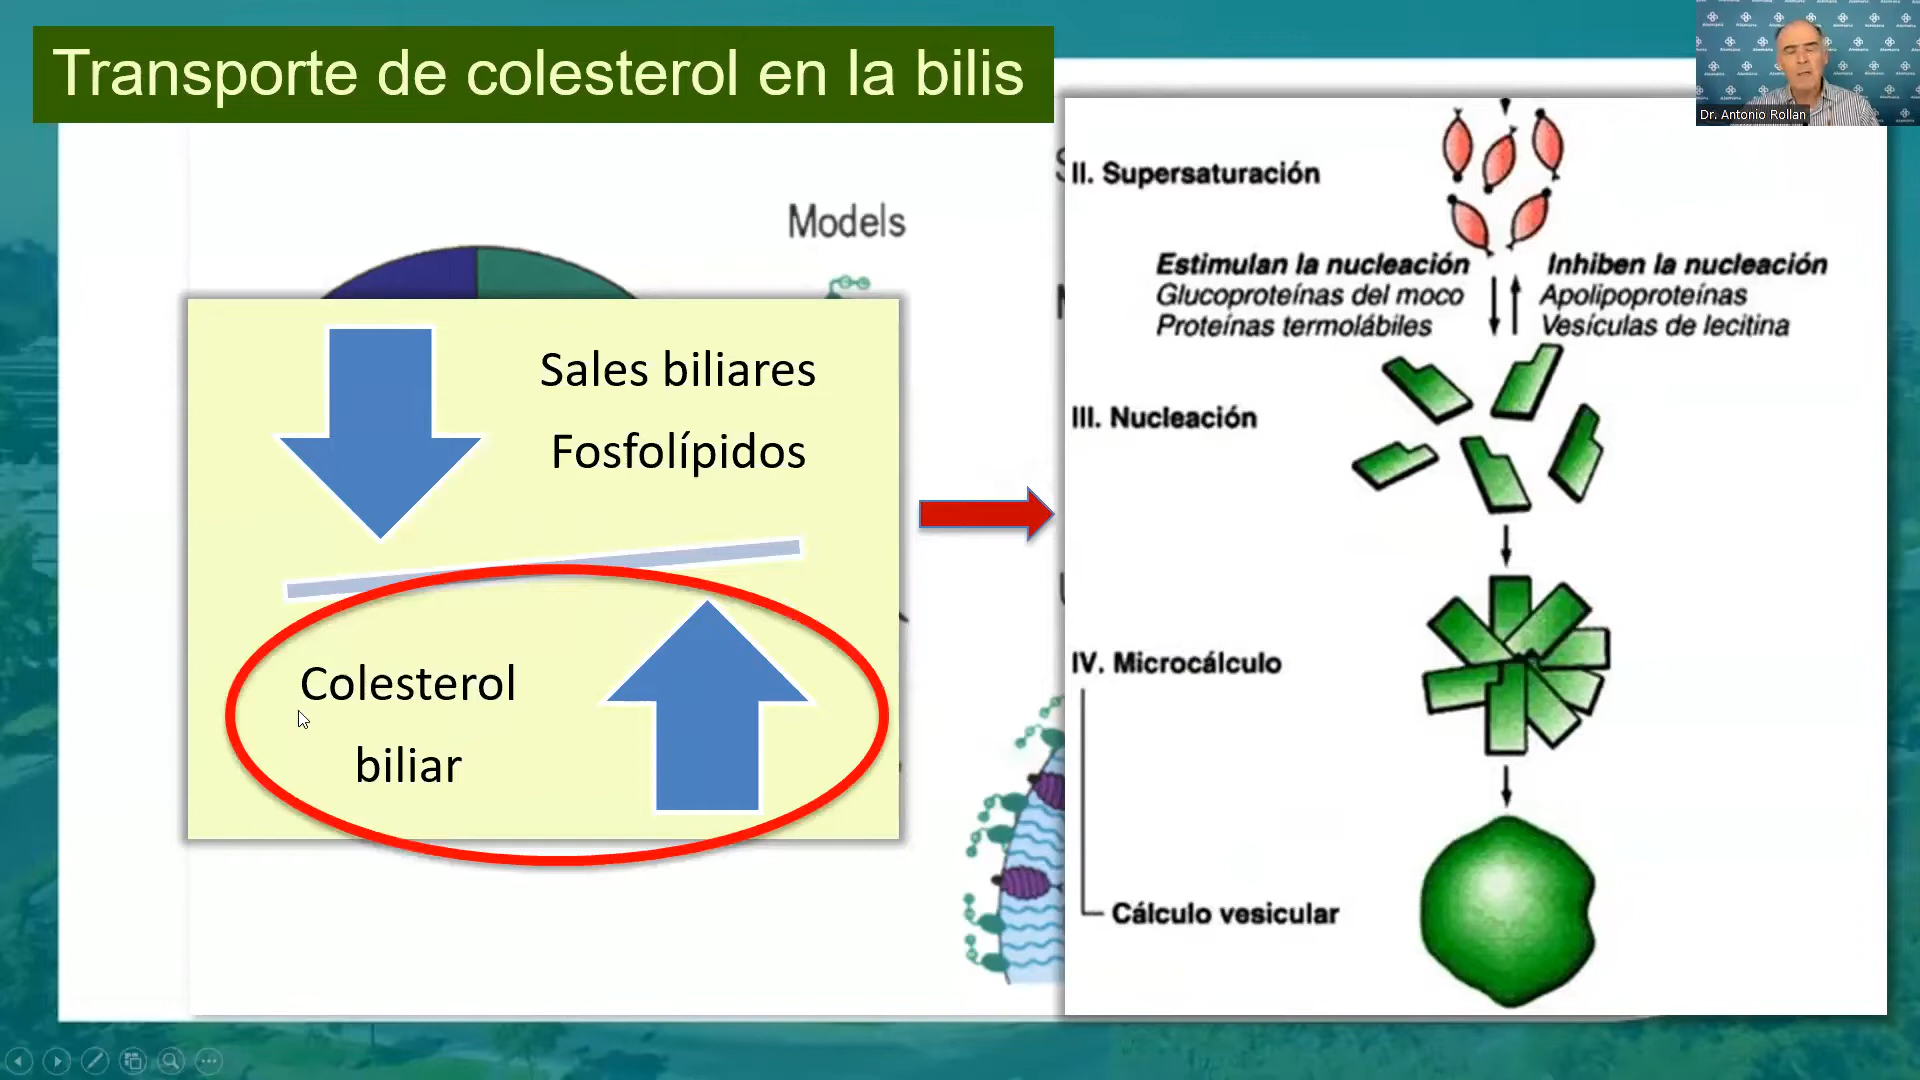 Transporte de colesterol en la bilis
Dr. Antonio Rollan
Models
Sales biliares
Fosfolípidos
Colesterol
biliar
II. Supersaturación
Estimulan la nucleación
Glucoproteínas del moco
Proteínas termolábiles
Inhiben la nucleación
Apolipoproteínas
Vesículas de lecitina
III. Nucleación
IV. Microcálculo
Cálculo vesicular